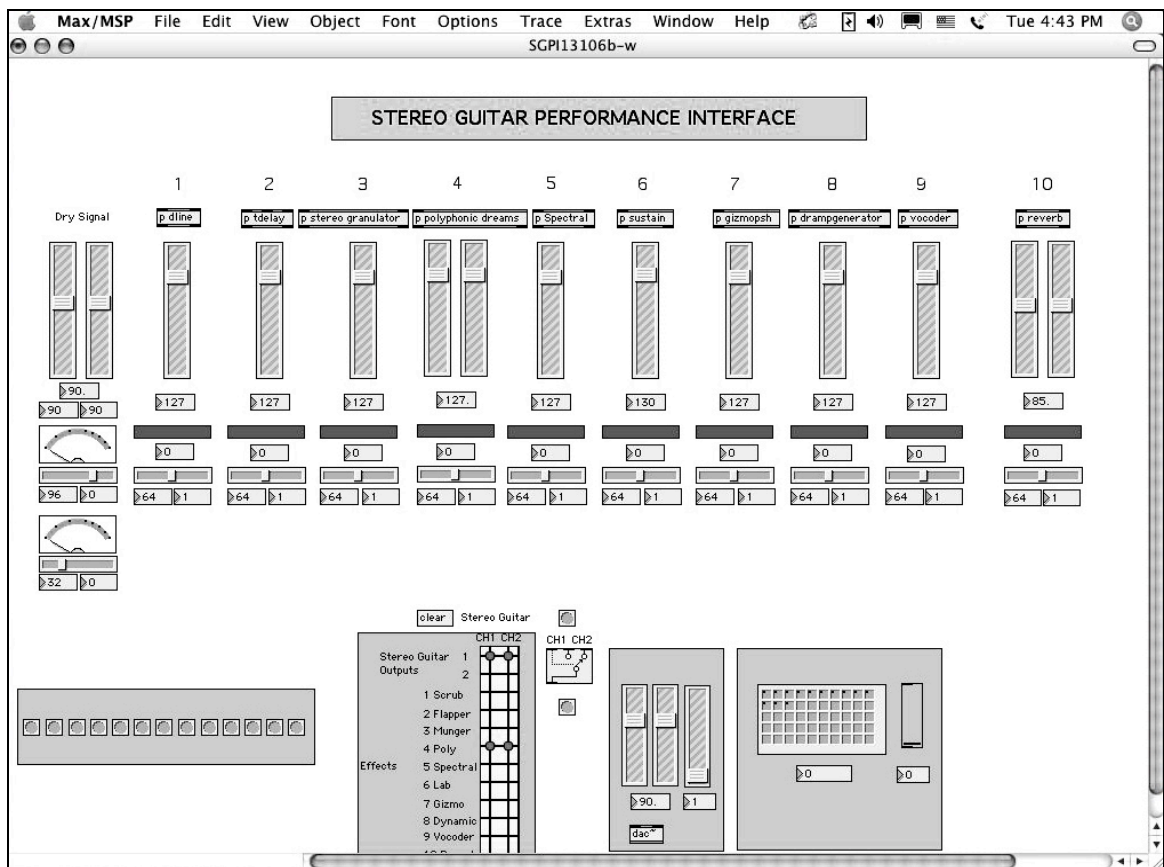 Max/MSP File Edit View Object Font Options Trace Extras Window Help Tue 4:43 PM
SGPI13106b-w
STEREO GUITAR PERFORMANCE INTERFACE
1 2 3 4 5 6 7 8 9 10
Dry Signal p dline p tdelay p stereo granulator p polyphonic dreams p Spectral p sustain p gizmopsh p drampgenerator p vocoder p reverb
90.
90 90 127 127 127 127. 127 130 127 127 127 85.
0 0 0 0 0 0 0 0 0 0
96 0 64 1 64 1 64 1 64 1 64 1 64 1 64 1 64 1 64 1 64 1
32 0
clear Stereo Guitar
CH1 CH2 CH1 CH2
Stereo Guitar 1
Outputs 2
1 Scrub
2 Flapper
3 Munger
4 Poly
Effects 5 Spectral
6 Lab
7 Gizmo
8 Dynamic
9 Vocoder
90. 1 0 0
dac~